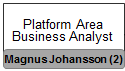 Platform Area
Business Analyst
Magnus Johansson (2)